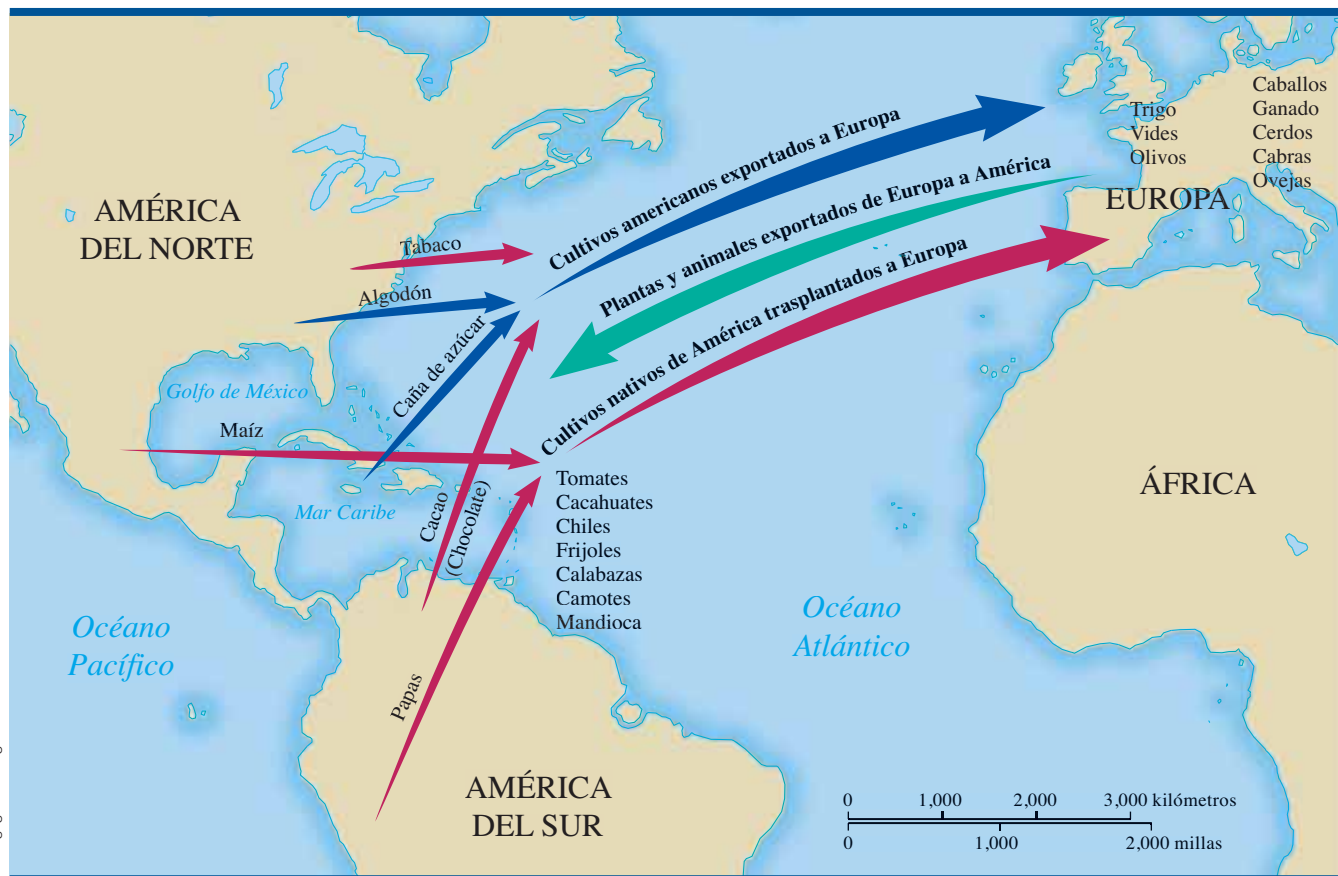 AMÉRICA
DEL NORTE
Tabaco
Algodón
Caña de azúcar
Golfo de México
Maíz
Mar Caribe
Cacao
(Chocolate)
Papas
Océano
Pacífico
AMÉRICA
DEL SUR
Cultivos americanos exportados a Europa
Plantas y animales exportados de Europa a América
Cultivos nativos de América trasplantados a Europa
Tomates
Cacahuates
Chiles
Frijoles
Calabazas
Camotes
Mandioca
Océano
Atlántico
Trigo
Vides
Olivos
Caballos
Ganado
Cerdos
Cabras
Ovejas
EUROPA
ÁFRICA
0 1,000 2,000 3,000 kilómetros
0 1,000 2,000 millas